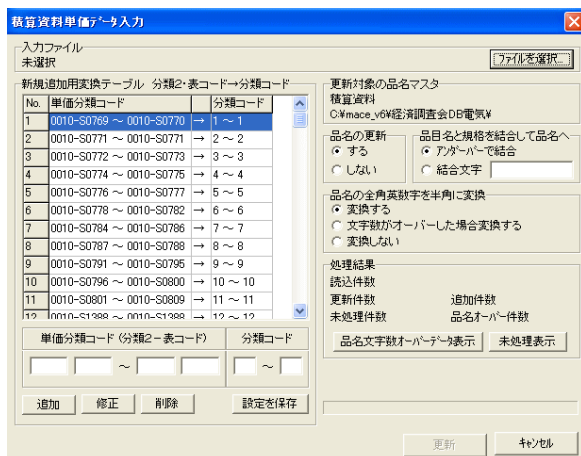 積算資料単価ﾃﾞｰﾀ入力
入力ファイル
未選択
ﾌｧｲﾙを選択...
新規追加用変換テーブル 分類2・表コード→分類コード
No. 単価分類コード 分類コード
1 0010-S0769 ～ 0010-S0770 → 1 ～ 1
2 0010-S0771 ～ 0010-S0771 → 2 ～ 2
3 0010-S0772 ～ 0010-S0773 → 3 ～ 3
4 0010-S0774 ～ 0010-S0775 → 4 ～ 4
5 0010-S0776 ～ 0010-S0777 → 5 ～ 5
6 0010-S0778 ～ 0010-S0782 → 6 ～ 6
7 0010-S0784 ～ 0010-S0786 → 7 ～ 7
8 0010-S0787 ～ 0010-S0788 → 8 ～ 8
9 0010-S0791 ～ 0010-S0795 → 9 ～ 9
10 0010-S0796 ～ 0010-S0800 → 10 ～ 10
11 0010-S0801 ～ 0010-S0809 → 11 ～ 11
12 0010-S1388 ～ 0010-S1388 → 12 ～ 12
単価分類コード (分類2－表コード) 分類コード
～ ～
追加 修正 削除 設定を保存
更新対象の品名マスター
積算資料
C:¥mace_v6¥経済調査会DB電気¥
品名の更新
する
しない
品目名と規格を結合して品名へ
ｱﾝﾀﾞｰﾊﾞｰで結合
結合文字
品名の全角英数字を半角に変換
変換する
文字数がオーバーした場合変換する
変換しない
処理結果
読込件数
更新件数 追加件数
未処理件数 品名ｵｰﾊﾞｰ件数
品名文字数ｵｰﾊﾞｰﾃﾞｰﾀ表示 未処理表示
更新 ｷｬﾝｾﾙ